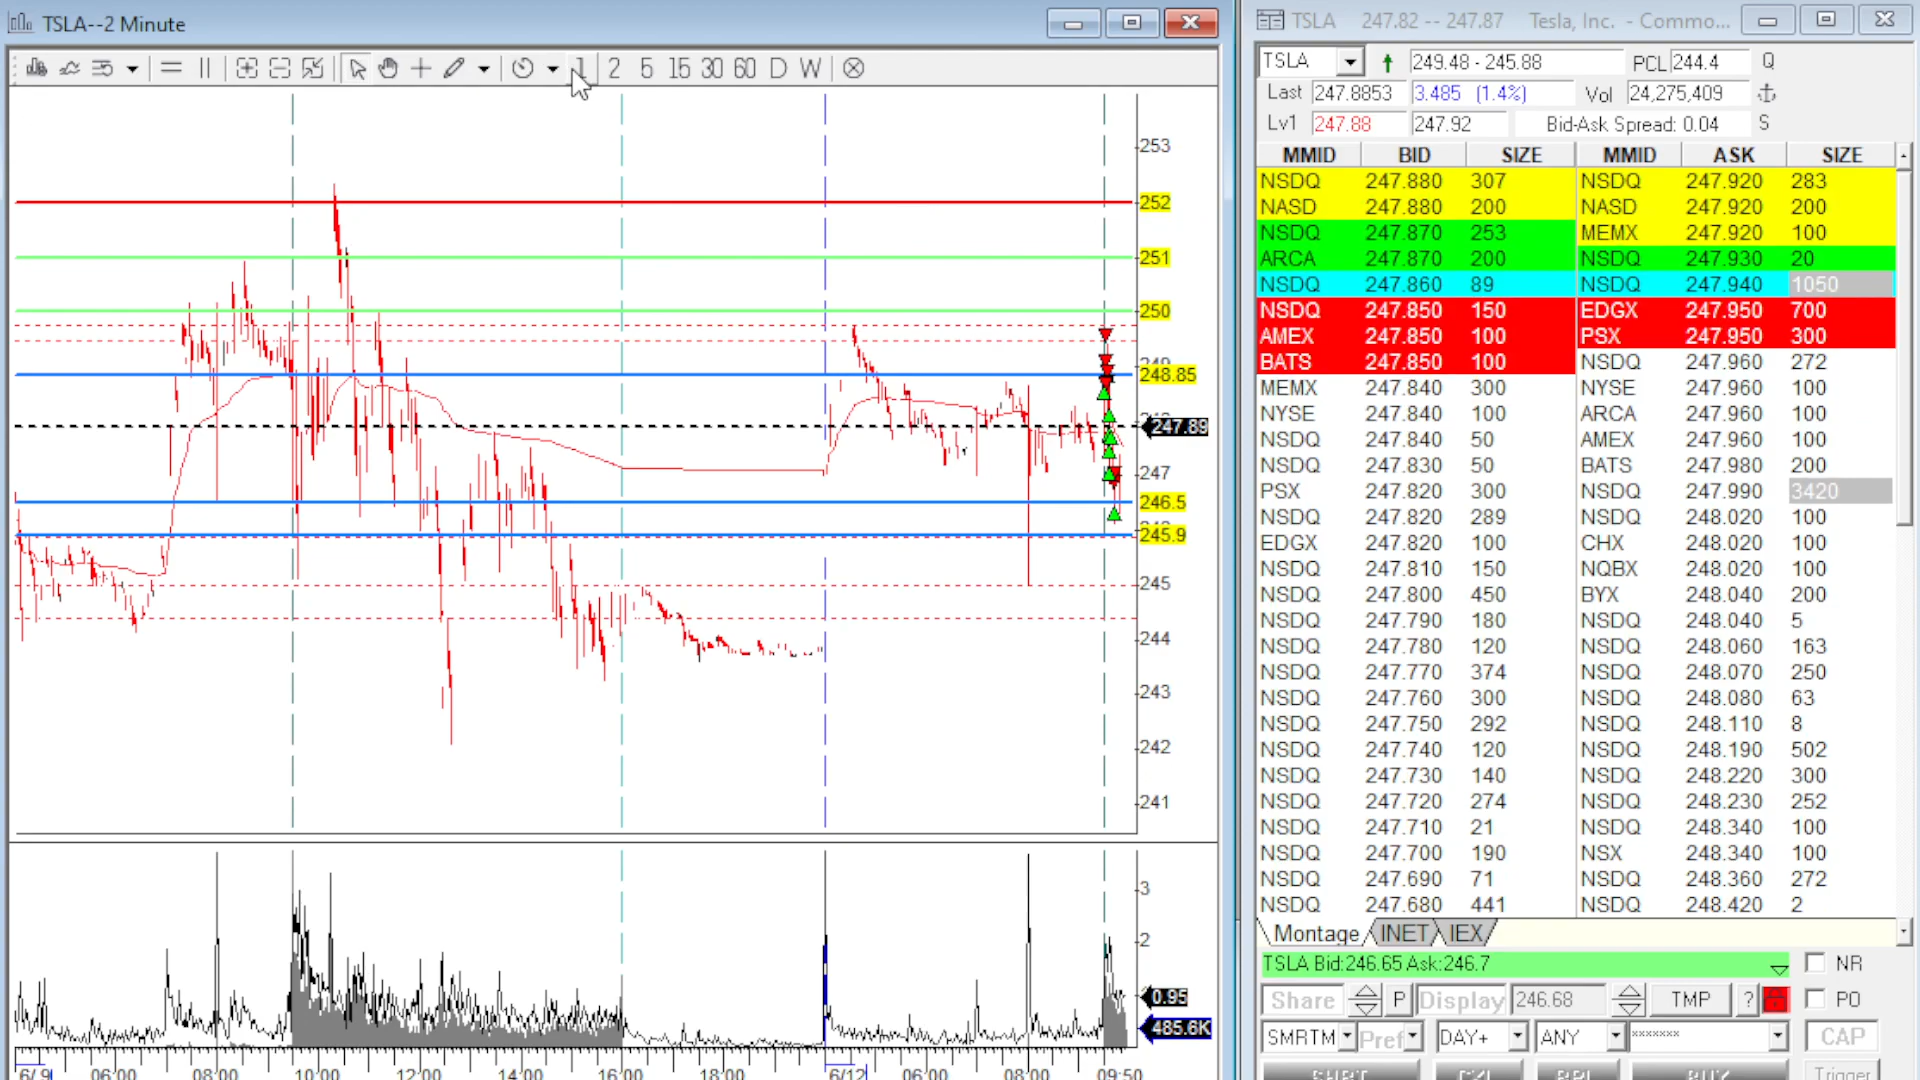 TSLA--2 Minute
1 2 5 15 30 60 D W
253
252
251
250
249
248.85
247.89
247
246.5
245.9
245
244
243
242
241
3
2
0.95
485.6K
6/9 06:00 08:00 10:00 12:00 14:00 16:00 18:00 6/12 06:00 08:00 09:50
TSLA 247.82 -- 247.87 Tesla, Inc. - Commo...
TSLA 249.48 - 245.88 PCL 244.4 Q
Last 247.8853 3.485 (1.4%) Vol 24,275,409
Lv1 247.88 247.92 Bid-Ask Spread: 0.04 S
MMID BID SIZE MMID ASK SIZE
NSDQ 247.880 307 NSDQ 247.920 283
NASD 247.880 200 NASD 247.920 200
NSDQ 247.870 253 MEMX 247.920 100
ARCA 247.870 200 NSDQ 247.930 20
NSDQ 247.860 89 NSDQ 247.940 1050
NSDQ 247.850 150 EDGX 247.950 700
AMEX 247.850 100 PSX 247.950 300
BATS 247.850 100 NSDQ 247.960 272
MEMX 247.840 300 NYSE 247.960 100
NYSE 247.840 100 ARCA 247.960 100
NSDQ 247.840 50 AMEX 247.960 100
NSDQ 247.830 50 BATS 247.980 200
PSX 247.820 300 NSDQ 247.990 3420
NSDQ 247.820 289 NSDQ 248.020 100
EDGX 247.820 100 CHX 248.020 100
NSDQ 247.810 150 NQBX 248.020 100
NSDQ 247.800 450 BYX 248.040 200
NSDQ 247.790 180 NSDQ 248.040 5
NSDQ 247.780 120 NSDQ 248.060 163
NSDQ 247.770 374 NSDQ 248.070 250
NSDQ 247.760 300 NSDQ 248.080 63
NSDQ 247.750 292 NSDQ 248.110 8
NSDQ 247.740 120 NSDQ 248.190 502
NSDQ 247.730 140 NSDQ 248.220 300
NSDQ 247.720 274 NSDQ 248.230 252
NSDQ 247.710 21 NSDQ 248.340 100
NSDQ 247.700 190 NSX 248.340 100
NSDQ 247.690 71 NSDQ 248.360 272
NSDQ 247.680 441 NSDQ 248.420 2
Montage INET IEX
TSLA Bid:246.65 Ask:246.7 NR
Share P Display 246.68 TMP ? PO
SMRTM Pref DAY+ ANY ******* CAP
Trigger